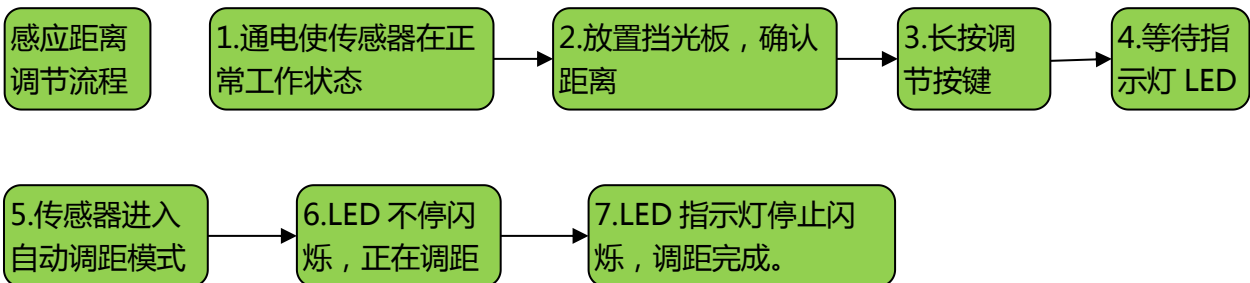 感应距离
调节流程
1.通电使传感器在正
常工作状态
2.放置挡光板，确认
距离
3.长按调
节按键
4.等待指
示灯 LED
5.传感器进入
自动调距模式
6.LED 不停闪
烁，正在调距
7.LED 指示灯停止闪
烁，调距完成。